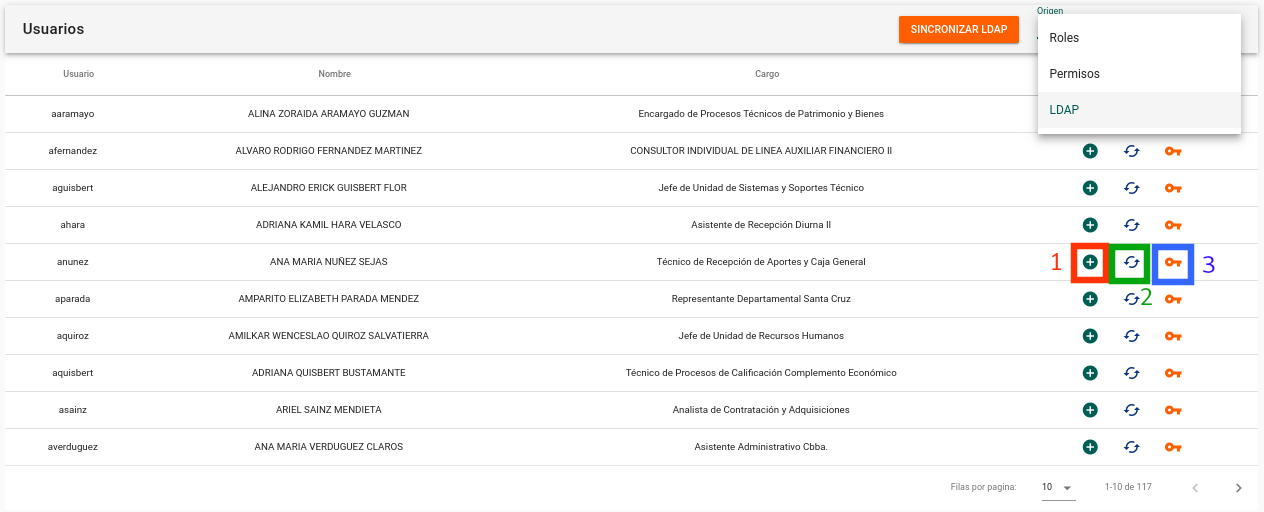 Usuarios
SINCRONIZAR LDAP
Origen
Roles
Permisos
LDAP
Usuario Nombre Cargo
aaramayo ALINA ZORAIDA ARAMAYO GUZMAN Encargado de Procesos Técnicos de Patrimonio y Bienes
afernandez ALVARO RODRIGO FERNANDEZ MARTINEZ CONSULTOR INDIVIDUAL DE LINEA AUXILIAR FINANCIERO II
aguisbert ALEJANDRO ERICK GUISBERT FLOR Jefe de Unidad de Sistemas y Soportes Técnico
ahara ADRIANA KAMIL HARA VELASCO Asistente de Recepción Diurna II
anunez ANA MARIA NUÑEZ SEJAS Técnico de Recepción de Aportes y Caja General 1 3
aparada AMPARITO ELIZABETH PARADA MENDEZ Representante Departamental Santa Cruz 2
aquiroz AMILKAR WENCESLAO QUIROZ SALVATIERRA Jefe de Unidad de Recursos Humanos
aquisbert ADRIANA QUISBERT BUSTAMANTE Técnico de Procesos de Calificación Complemento Económico
asainz ARIEL SAINZ MENDIETA Analista de Contratación y Adquisiciones
averduguez ANA MARIA VERDUGUEZ CLAROS Asistente Administrativo Cbba.
Filas por pagina: 10 1-10 de 117